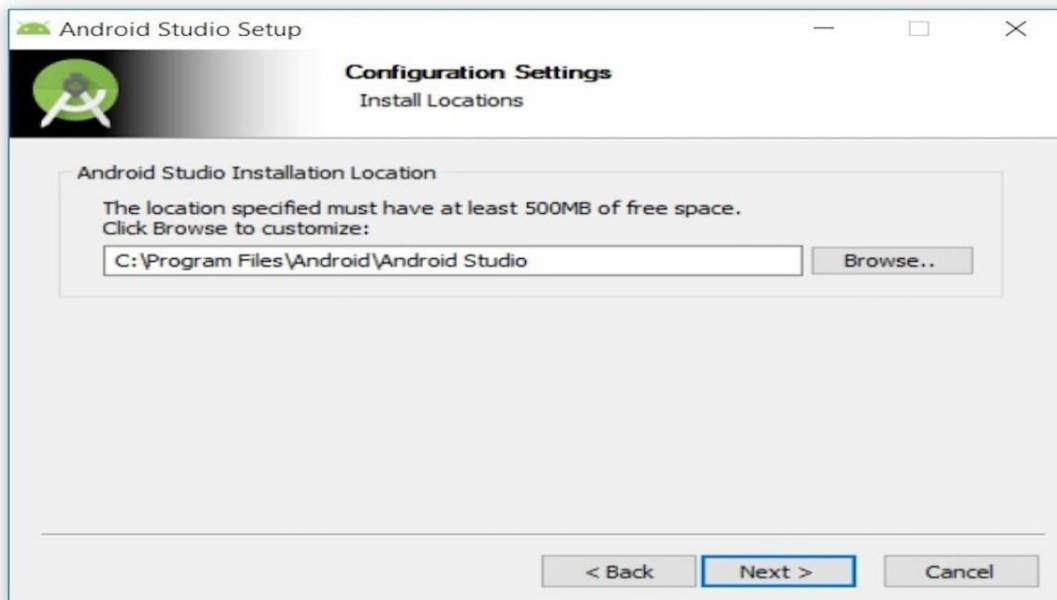 Android Studio Setup
Configuration Settings
Install Locations
Android Studio Installation Location
The location specified must have at least 500MB of free space.
Click Browse to customize:
C:\Program Files\Android\Android Studio
Browse..
< Back
Next >
Cancel